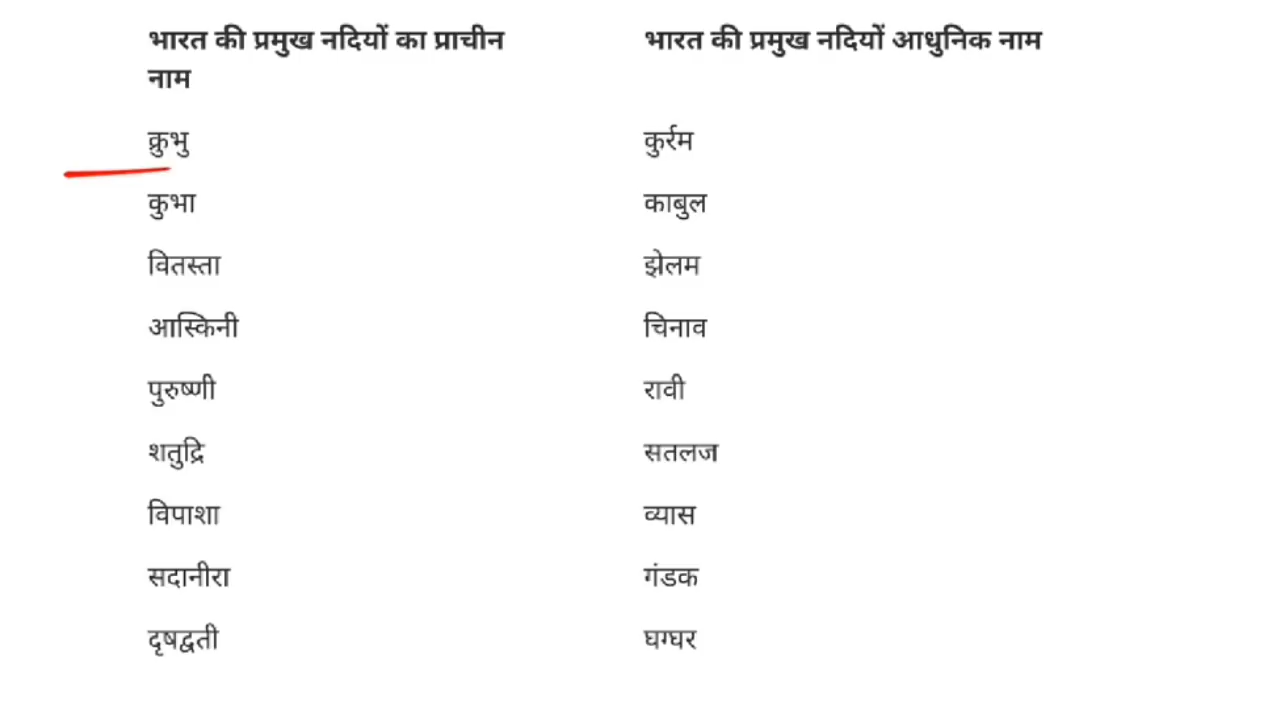 भारत की प्रमुख नदियों का प्राचीन नाम
भारत की प्रमुख नदियों आधुनिक नाम
क्रुभु
कुर्रम
कुभा
काबुल
वितस्ता
झेलम
आस्किनी
चिनाव
पुरुष्णी
रावी
शतुद्रि
सतलज
विपाशा
व्यास
सदानीरा
गंडक
दृषद्वती
घग्घर